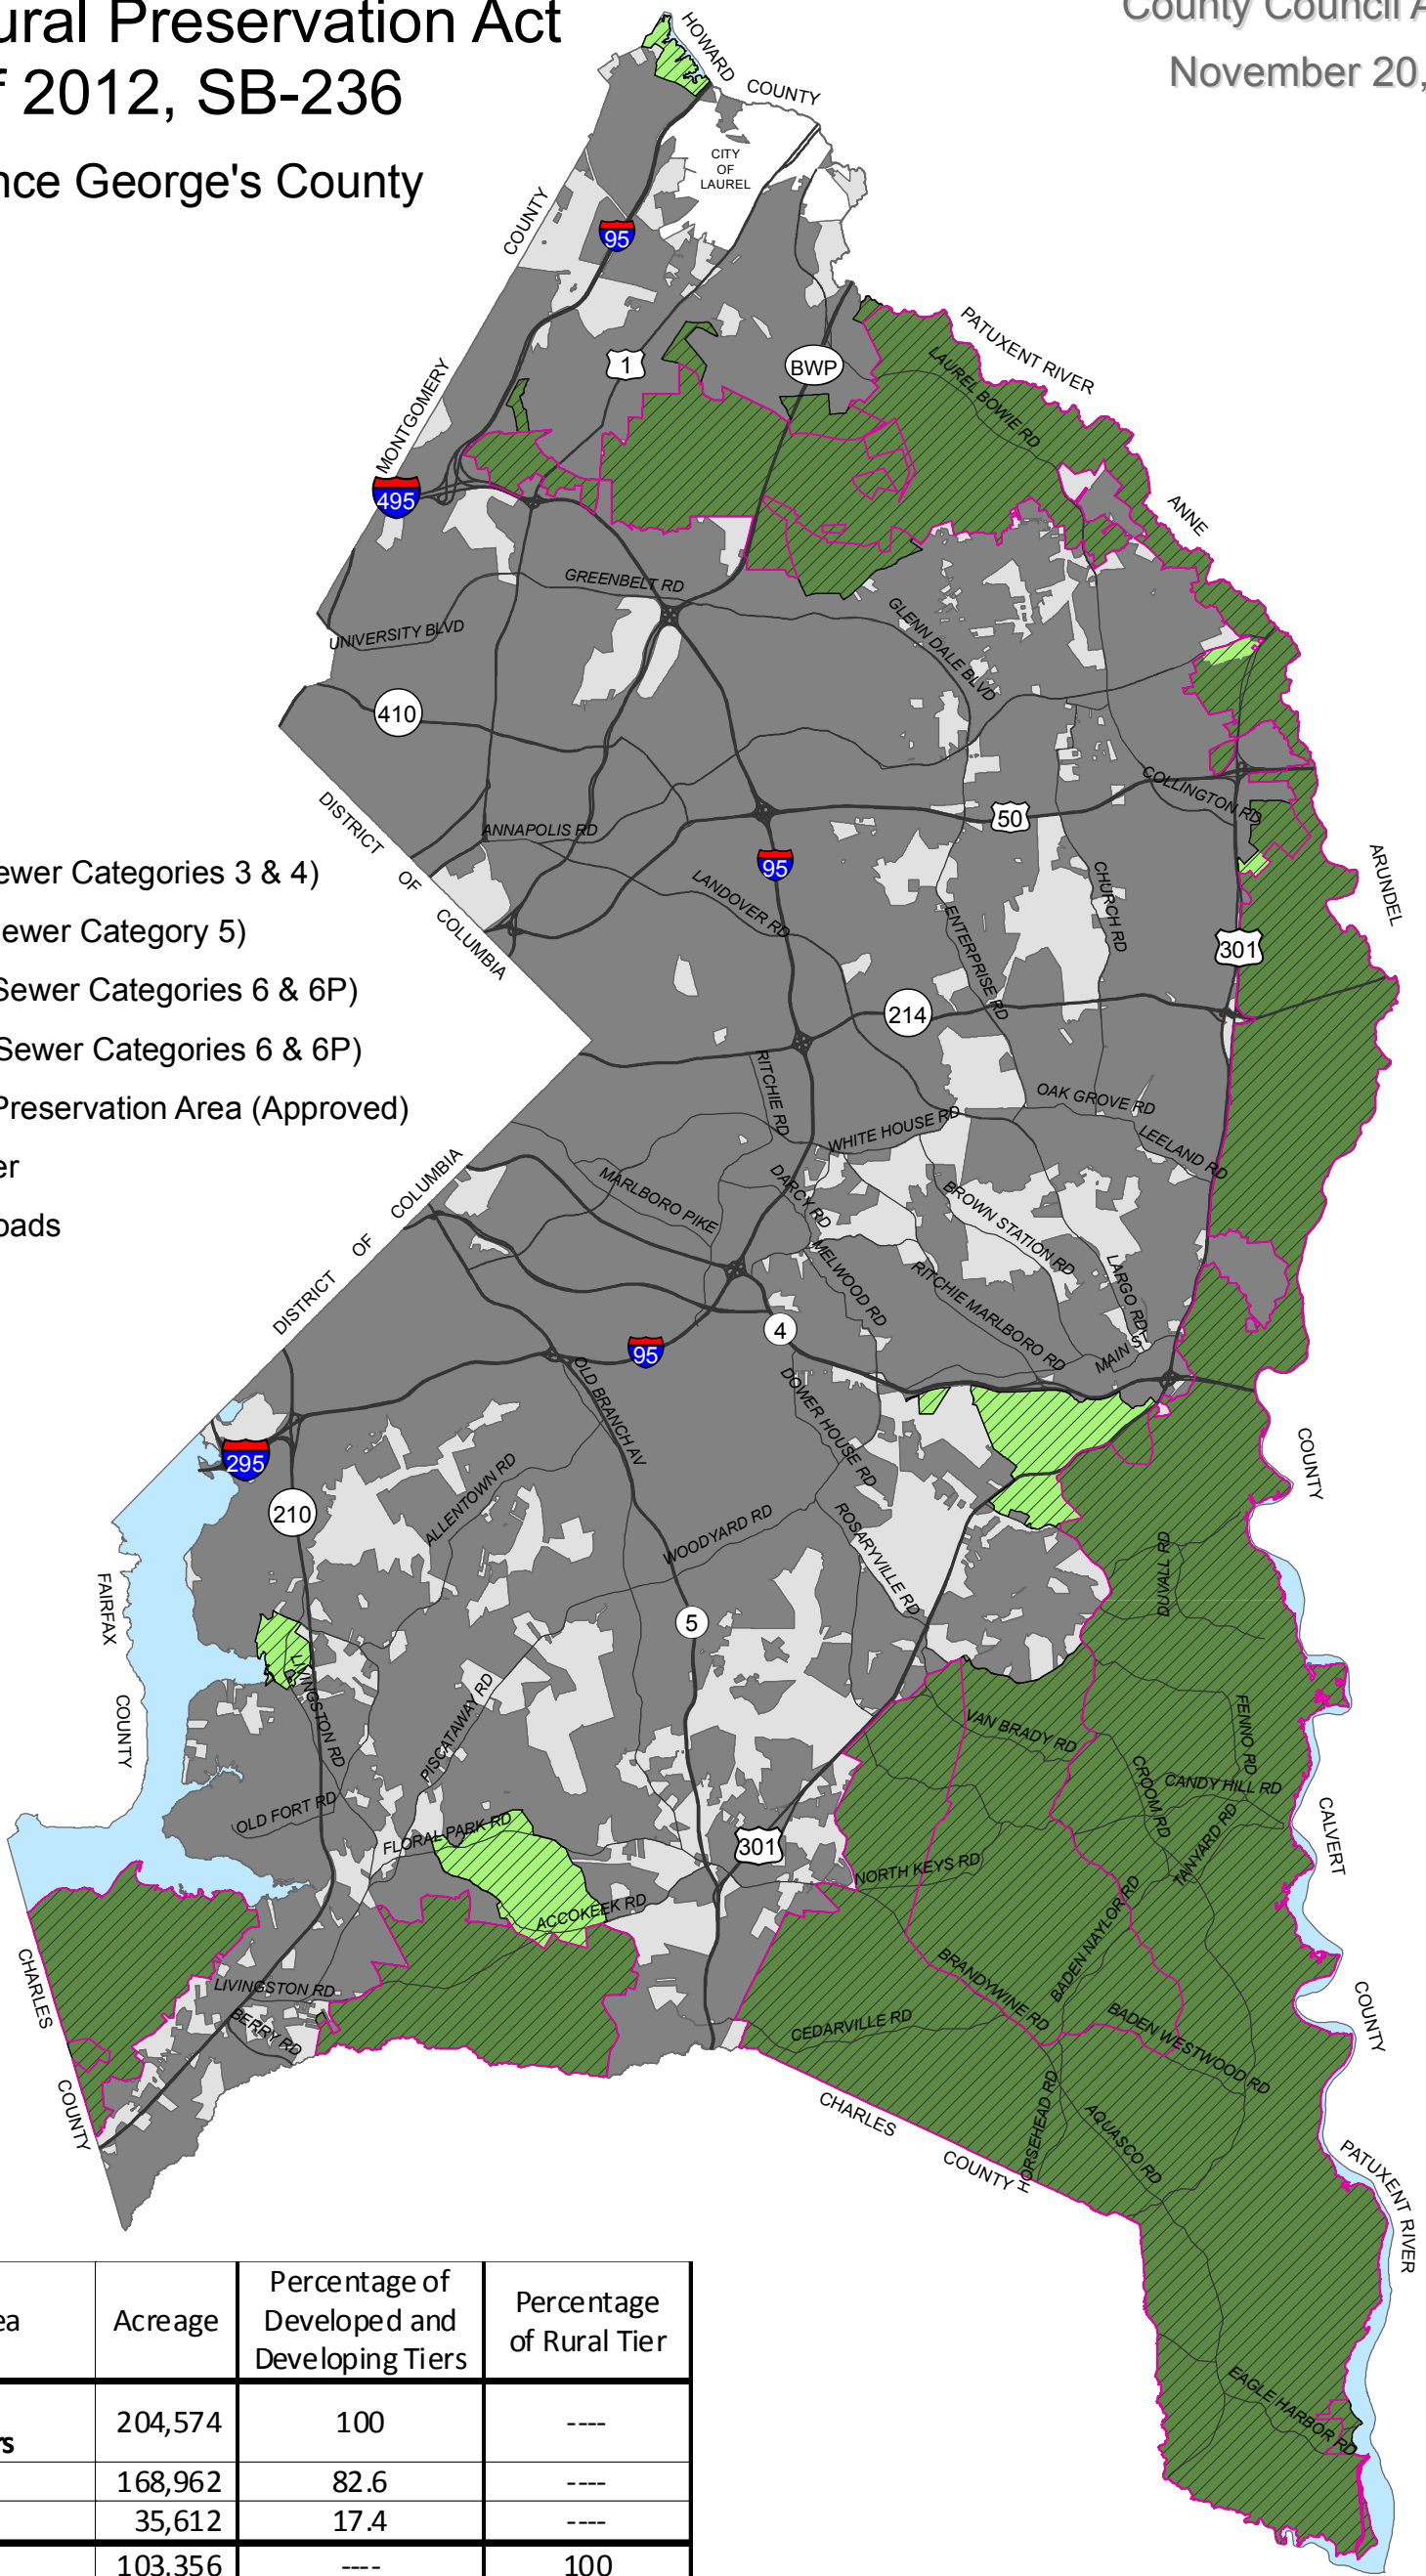 ural Preservation Act
f 2012, SB-236
nce George's County
County Council A
November 20,
HOWARD
COUNTY
CITY
OF
LAUREL
COUNTY
95
MONTGOMERY
1
BWP
PATUXENT RIVER
LAUREL BOWIE RD
495
ANNE
GREENBELT RD
UNIVERSITY BLVD
GLENN DALE BLVD
410
COLLINGTON RD
DISTRICT
OF
COLUMBIA
ANNAPOLIS RD
50
95
ARUNDEL
LANDOVER RD
CHURCH RD
ENTERPRISE RD
301
214
ewer Categories 3 & 4)
ewer Category 5)
Sewer Categories 6 & 6P)
Sewer Categories 6 & 6P)
Preservation Area (Approved)
er
oads
RITCHIE RD
OAK GROVE RD
WHITE HOUSE RD
LEELAND RD
COLUMBIA
OF
DISTRICT
MARLBORO PIKE
DARCY RD
BROWN STATION RD
MELWOOD RD
RITCHIE MARLBORO RD
LARGO RD
MAIN S
4
95
OLD BRANCH AV
DOWER HOUSE RD
COUNTY
295
210
ALLENTOWN RD
WOODYARD RD
ROSARYVILLE RD
DUVALL RD
FAIRFAX
COUNTY
5
LIVINGSTON RD
PISCATAWAY RD
VAN BRADY RD
FENNO RD
CROOM RD
CANDY HILL RD
TANYARD RD
CALVERT
OLD FORT RD
FLORAL PARK RD
301
NORTH KEYS RD
ACCOKEEK RD
BADEN NAYLOR RD
CHARLES
COUNTY
LIVINGSTON RD
BERRY RD
BRANDYWINE RD
CEDARVILLE RD
BADEN WESTWOOD RD
COUNTY
CHARLES
COUNTY
HORSEHEAD RD
AQUASCO RD
PATUXENT RIVER
EAGLE HARBOR RD
ea Acreage Percentage of Developed and Developing Tiers Percentage of Rural Tier
rs 204,574 100 ----
168,962 82.6 ----
35,612 17.4 ----
103,356 ---- 100